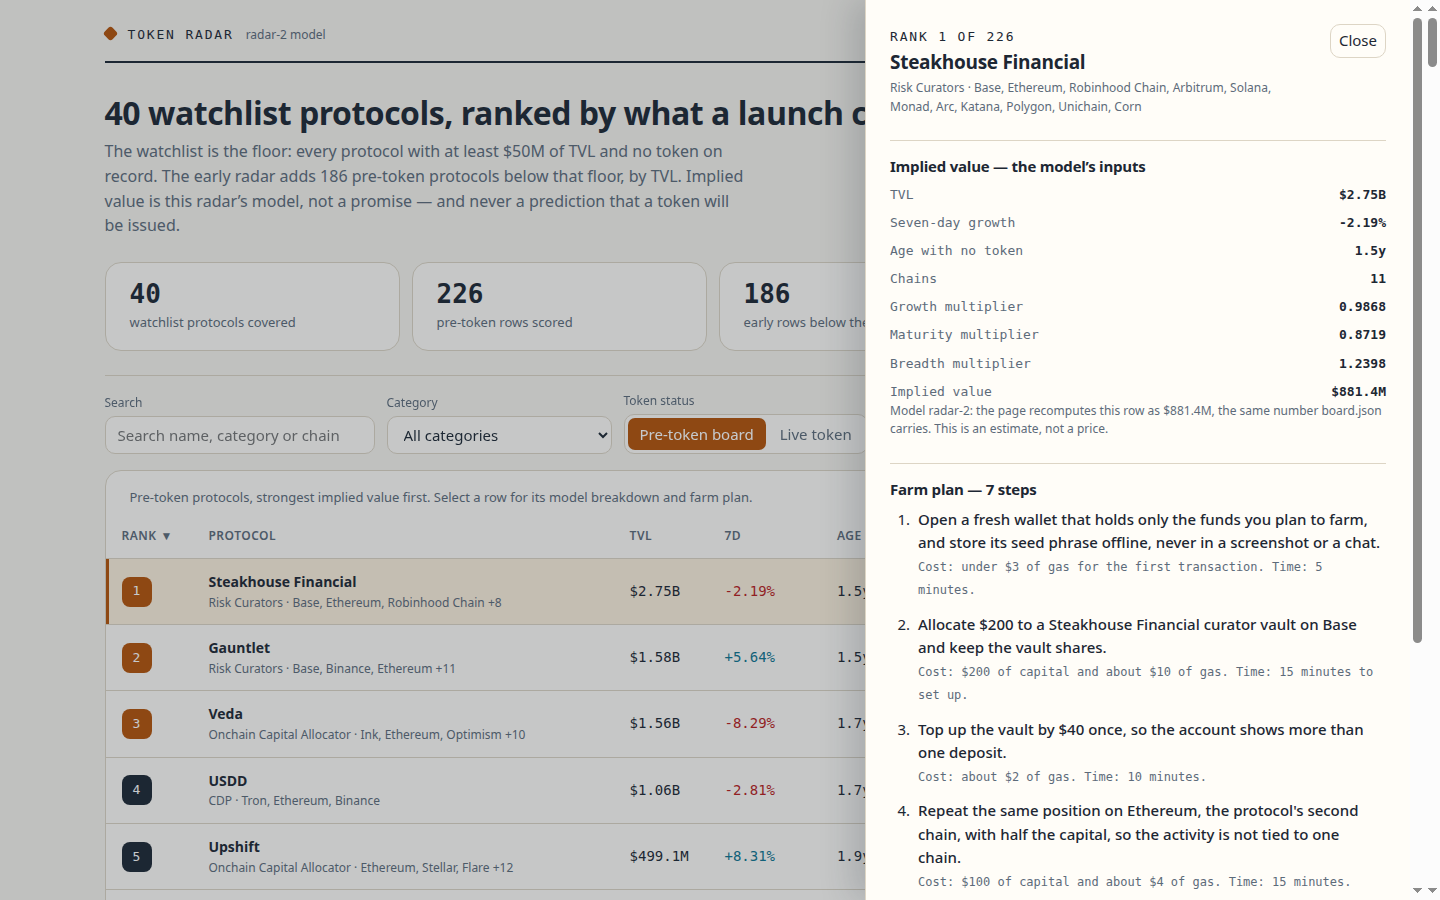 TOKEN RADAR radar-2 model
40 watchlist protocols, ranked by what a launch c
The watchlist is the floor: every protocol with at least $50M of TVL and no token on
record. The early radar adds 186 pre-token protocols below that floor, by TVL. Implied
value is this radar's model, not a promise — and never a prediction that a token will
be issued.
40
watchlist protocols covered
226
pre-token rows scored
186
early rows below the
Search
Category
Token status
Search name, category or chain
All categories
Pre-token board
Live token
Pre-token protocols, strongest implied value first. Select a row for its model breakdown and farm plan.
RANK ▼ PROTOCOL TVL 7D AGE
1 Steakhouse Financial $2.75B -2.19% 1.5y
Risk Curators · Base, Ethereum, Robinhood Chain +8
2 Gauntlet $1.58B +5.64% 1.5y
Risk Curators · Base, Binance, Ethereum +11
3 Veda $1.56B -8.29% 1.7y
Onchain Capital Allocator · Ink, Ethereum, Optimism +10
4 USDD $1.06B -2.81% 1.7y
CDP · Tron, Ethereum, Binance
5 Upshift $499.1M +8.31% 1.9y
Onchain Capital Allocator · Ethereum, Stellar, Flare +12
RANK 1 OF 226
Close
Steakhouse Financial
Risk Curators · Base, Ethereum, Robinhood Chain, Arbitrum, Solana,
Monad, Arc, Katana, Polygon, Unichain, Corn
Implied value — the model's inputs
TVL $2.75B
Seven-day growth -2.19%
Age with no token 1.5y
Chains 11
Growth multiplier 0.9868
Maturity multiplier 0.8719
Breadth multiplier 1.2398
Implied value $881.4M
Model radar-2: the page recomputes this row as $881.4M, the same number board.json
carries. This is an estimate, not a price.
Farm plan — 7 steps
1. Open a fresh wallet that holds only the funds you plan to farm,
and store its seed phrase offline, never in a screenshot or a chat.
Cost: under $3 of gas for the first transaction. Time: 5
minutes.
2. Allocate $200 to a Steakhouse Financial curator vault on Base
and keep the vault shares.
Cost: $200 of capital and about $10 of gas. Time: 15 minutes to
set up.
3. Top up the vault by $40 once, so the account shows more than
one deposit.
Cost: about $2 of gas. Time: 10 minutes.
4. Repeat the same position on Ethereum, the protocol's second
chain, with half the capital, so the activity is not tied to one
chain.
Cost: $100 of capital and about $4 of gas. Time: 15 minutes.